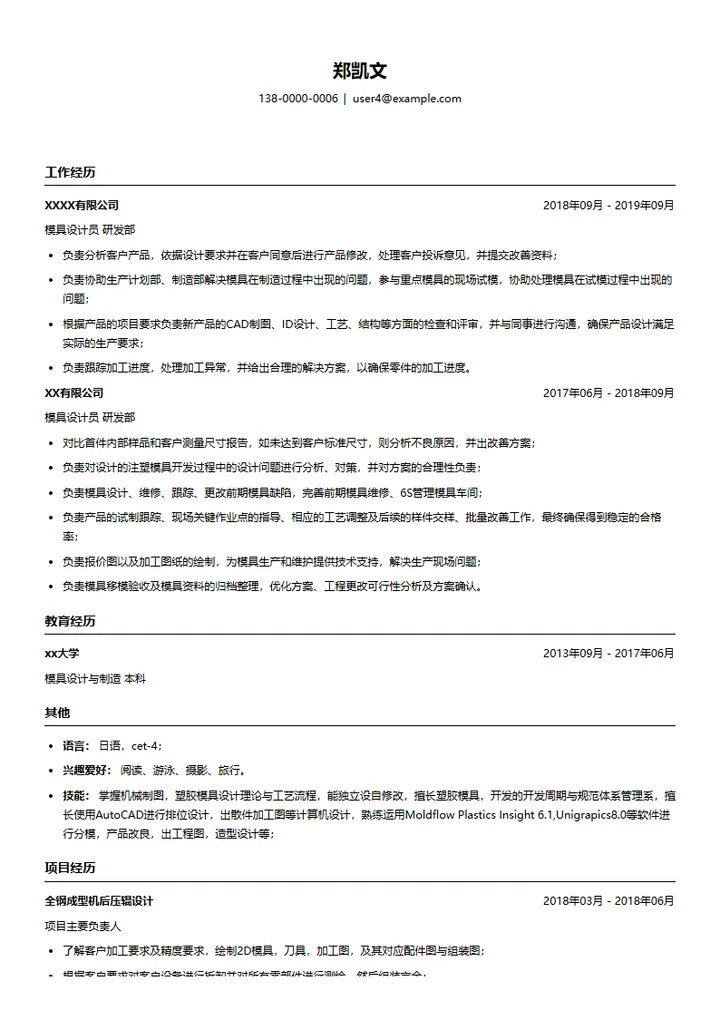 郑凯文
138-0000-0006 | user4@example.com
工作经历
XXXX有限公司 2018年09月 - 2019年09月
模具设计员 研发部
• 负责分析客户产品，依据设计要求并在客户同意后进行产品修改，处理客户投诉意见，并提交改善资料；
• 负责协助生产计划部、制造部解决模具在制造过程中出现的问题，参与重点模具的现场试模，协助处理模具在试模过程中出现的
问题；
• 根据产品的项目要求负责新产品的CAD制图、ID设计、工艺、结构等方面的检查和评审，并与同事进行沟通，确保产品设计满足
实际的生产要求；
• 负责跟踪加工进度，处理加工异常，并给出合理的解决方案，以确保零件的加工进度。
XX有限公司 2017年06月 - 2018年09月
模具设计员 研发部
• 对比首件内部样品和客户测量尺寸报告，如未达到客户标准尺寸，则分析不良原因，并出改善方案；
• 负责对设计的注塑模具开发过程中的设计问题进行分析、对策，并对方案的合理性负责；
• 负责模具设计、维修、跟踪、更改前期模具缺陷，完善前期模具维修、6S管理模具车间；
• 负责产品的试制跟踪、现场关键作业点的指导、相应的工艺调整及后续的样件交样、批量改善工作，最终确保得到稳定的合格
率；
• 负责报价图以及加工图纸的绘制，为模具生产和维护提供技术支持，解决生产现场问题；
• 负责模具移模验收及模具资料的归档整理，优化方案、工程更改可行性分析及方案确认。
教育经历
xx大学 2013年09月 - 2017年06月
模具设计与制造 本科
其他
• 语言： 日语，cet-4；
• 兴趣爱好： 阅读、游泳、摄影、旅行。
• 技能： 掌握机械制图，塑胶模具设计理论与工艺流程，能独立设自修改，擅长塑胶模具，开发的开发周期与规范体系管理系，擅
长使用AutoCAD进行排位设计，出散件加工图等计算机设计，熟练运用Moldflow Plastics Insight 6.1,Unigrapics8.0等软件进
行分模，产品改良，出工程图，造型设计等；
项目经历
全钢成型机后压辊设计 2018年03月 - 2018年06月
项目主要负责人
• 了解客户加工要求及精度要求，绘制2D模具，刀具，加工图，及其对应配件图与组装图；
• 根据客户要求对客户设备进行拆卸并对所有零部件进行测绘，然后组装完全；